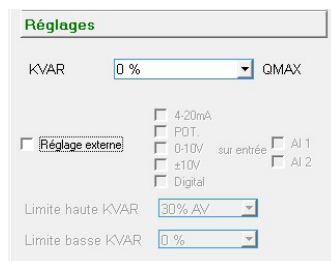 Réglages
KVAR 0 % QMAX
4-20mA
POT.
Réglage externe 0-10V sur entrée AI 1
±10V AI 2
Digital
Limite haute KVAR 30% AV
Limite basse KVAR 0 %